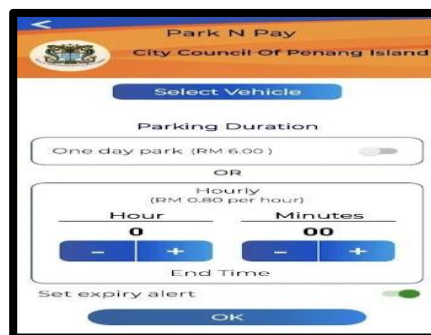 Park N Pay
City Council Of Penang Island
Select Vehicle
Parking Duration
One day park (RM 6.00)
OR
Hourly
(RM 0.80 per hour)
Hour Minutes
0 00
- + - +
End Time
Set expiry alert
OK